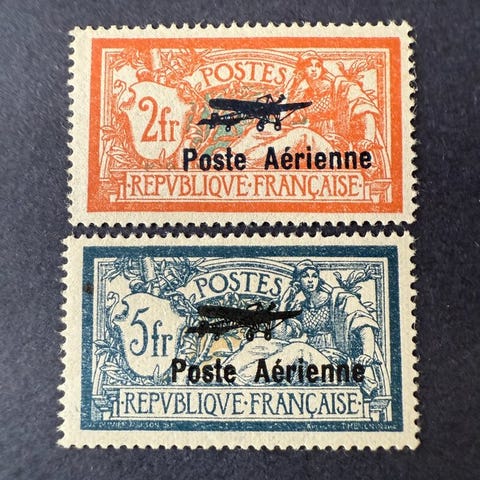 POSTES
2fr
Poste Aérienne
·REPVBLIQVE·FRANÇAISE·
POSTES
5fr
Poste Aérienne
·REPVBLIQVE·FRANÇAISE·